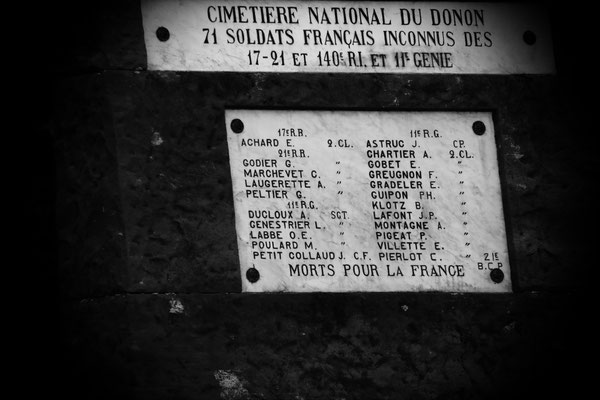 CIMETIERE NATIONAL DU DONON
71 SOLDATS FRANÇAIS INCONNUS DES
17-21 ET 140E RI. ET 11E GENIE
17E R.R.
ACHARD E. 2.CL.
21E R.R.
GODIER G. "
MARCHEVET C. "
LAUGERETTE A. "
PELTIER G. "
11E R.G.
DUCLOUX A. SGT.
GENESTRIER L. "
LABBE O.E. "
POULARD M. "
PETIT COLLAUD J. C.F.
11E R.G.
ASTRUC J. CP.
CHARTIER A. 2.CL.
GOBET E. "
GREUGNON F. "
GRADELER E. "
GUIPON PH. "
KLOTZ B. "
LAFONT J.P. "
MONTAGNE A. "
PIGEAT P. "
VILLETTE E. "
PIERLOT C. " 21E
B.C.P.
MORTS POUR LA FRANCE